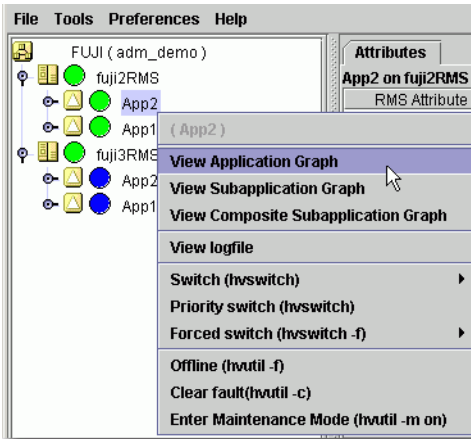 File Tools Preferences Help
FUJI ( adm_demo )
Attributes
fuji2RMS
App2 on fuji2RMS
App2
RMS Attribute
App1
( App2 )
fuji3RMS
View Application Graph
App2
View Subapplication Graph
App1
View Composite Subapplication Graph
View logfile
Switch (hvswitch)
Priority switch (hvswitch)
Forced switch (hvswitch -f)
Offline (hvutil -f)
Clear fault(hvutil -c)
Enter Maintenance Mode (hvutil -m on)